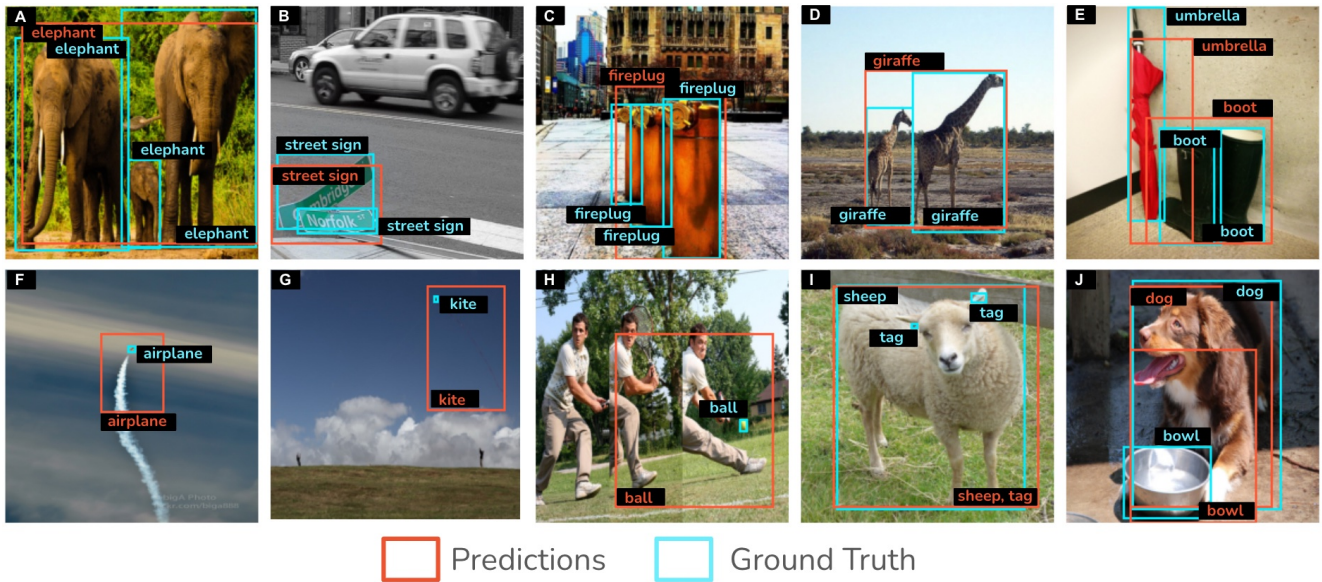 A
elephant
elephant
elephant
elephant
B
street sign
street sign
street sign
Norfolk ST
C
fireplug
fireplug
fireplug
fireplug
D
giraffe
giraffe
giraffe
E
umbrella
umbrella
boot
boot
boot
F
airplane
airplane
G
kite
kite
H
ball
ball
I
sheep
tag
tag
sheep, tag
J
dog
dog
bowl
bowl
Predictions
Ground Truth